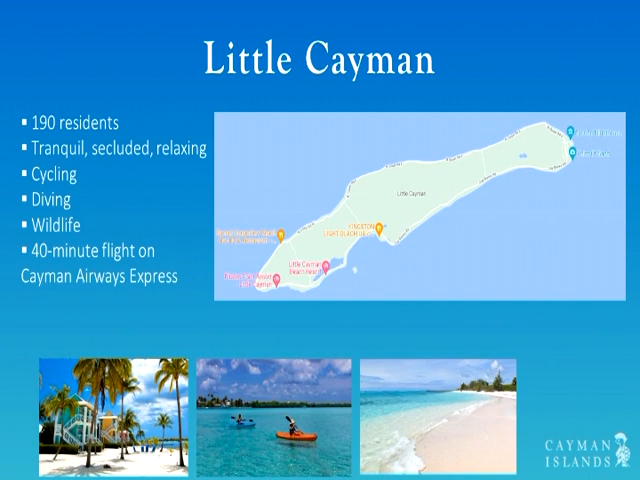 Little Cayman
▪ 190 residents
▪ Tranquil, secluded, relaxing
▪ Cycling
▪ Diving
▪ Wildlife
▪ 40-minute flight on
Cayman Airways Express
Little Cayman
KINGSTON
Little Cayman
Beach Resort
CAYMAN
ISLANDS